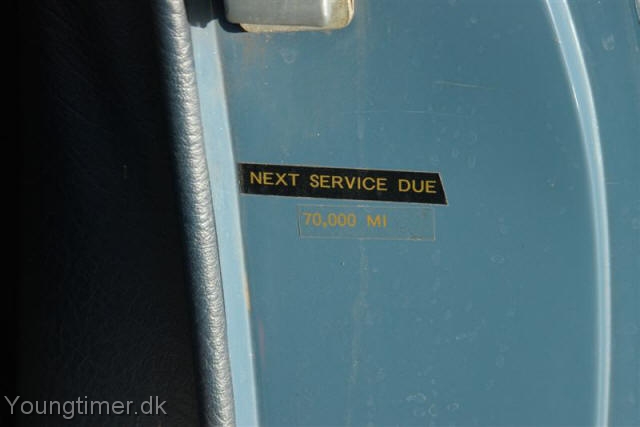 NEXT SERVICE DUE
70,000 MI
Youngtimer.dk